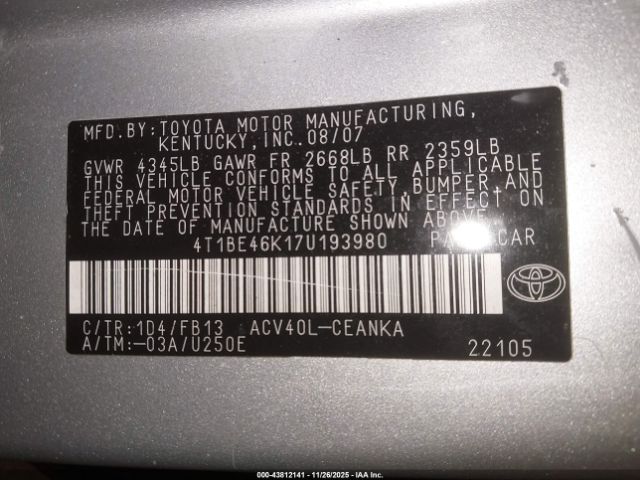 MFD.BY:TOYOTA MOTOR MANUFACTURING,
KENTUCKY,INC.08/07
GVWR 4345LB GAWR FR 2668LB RR 2359LB
THIS VEHICLE CONFORMS TO ALL APPLICABLE
FEDERAL MOTOR VEHICLE SAFETY,BUMPER,AND
THEFT PREVENTION STANDARDS IN EFFECT ON
THE DATE OF MANUFACTURE SHOWN ABOVE.
4T1BE46K17U193980 CAR
C/TR:1D4/FB13 ACV40L-CEANKA
A/TM:-03A/U250E 22105
000-43812141 - 11/26/2025 - IAA Inc.